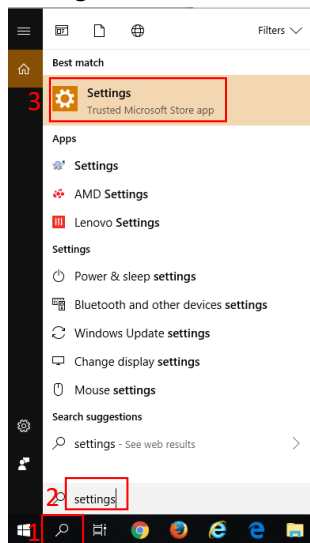 Filters
Best match
3
Settings
Trusted Microsoft Store app
Apps
Settings
AMD Settings
Lenovo Settings
Settings
Power & sleep settings
Bluetooth and other devices settings
Windows Update settings
Change display settings
Mouse settings
Search suggestions
settings - See web results
2 settings
1